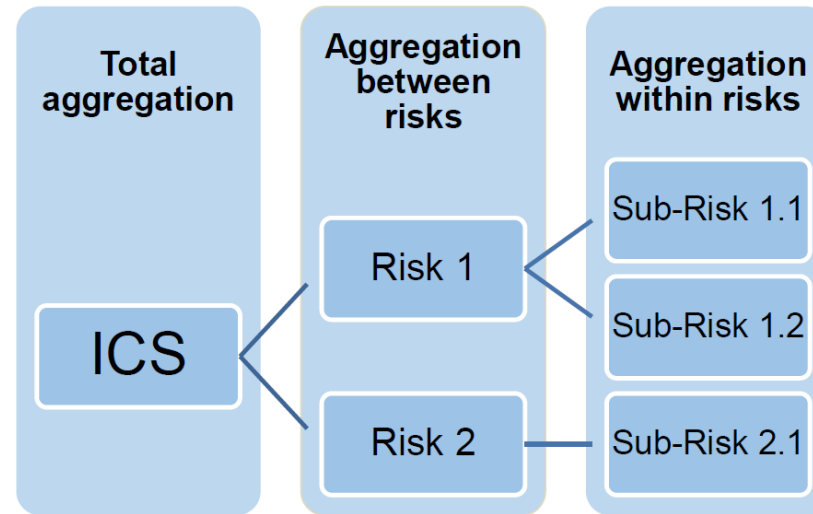 Total
aggregation
ICS
Aggregation
between
risks
Risk 1
Risk 2
Aggregation
within risks
Sub-Risk 1.1
Sub-Risk 1.2
Sub-Risk 2.1